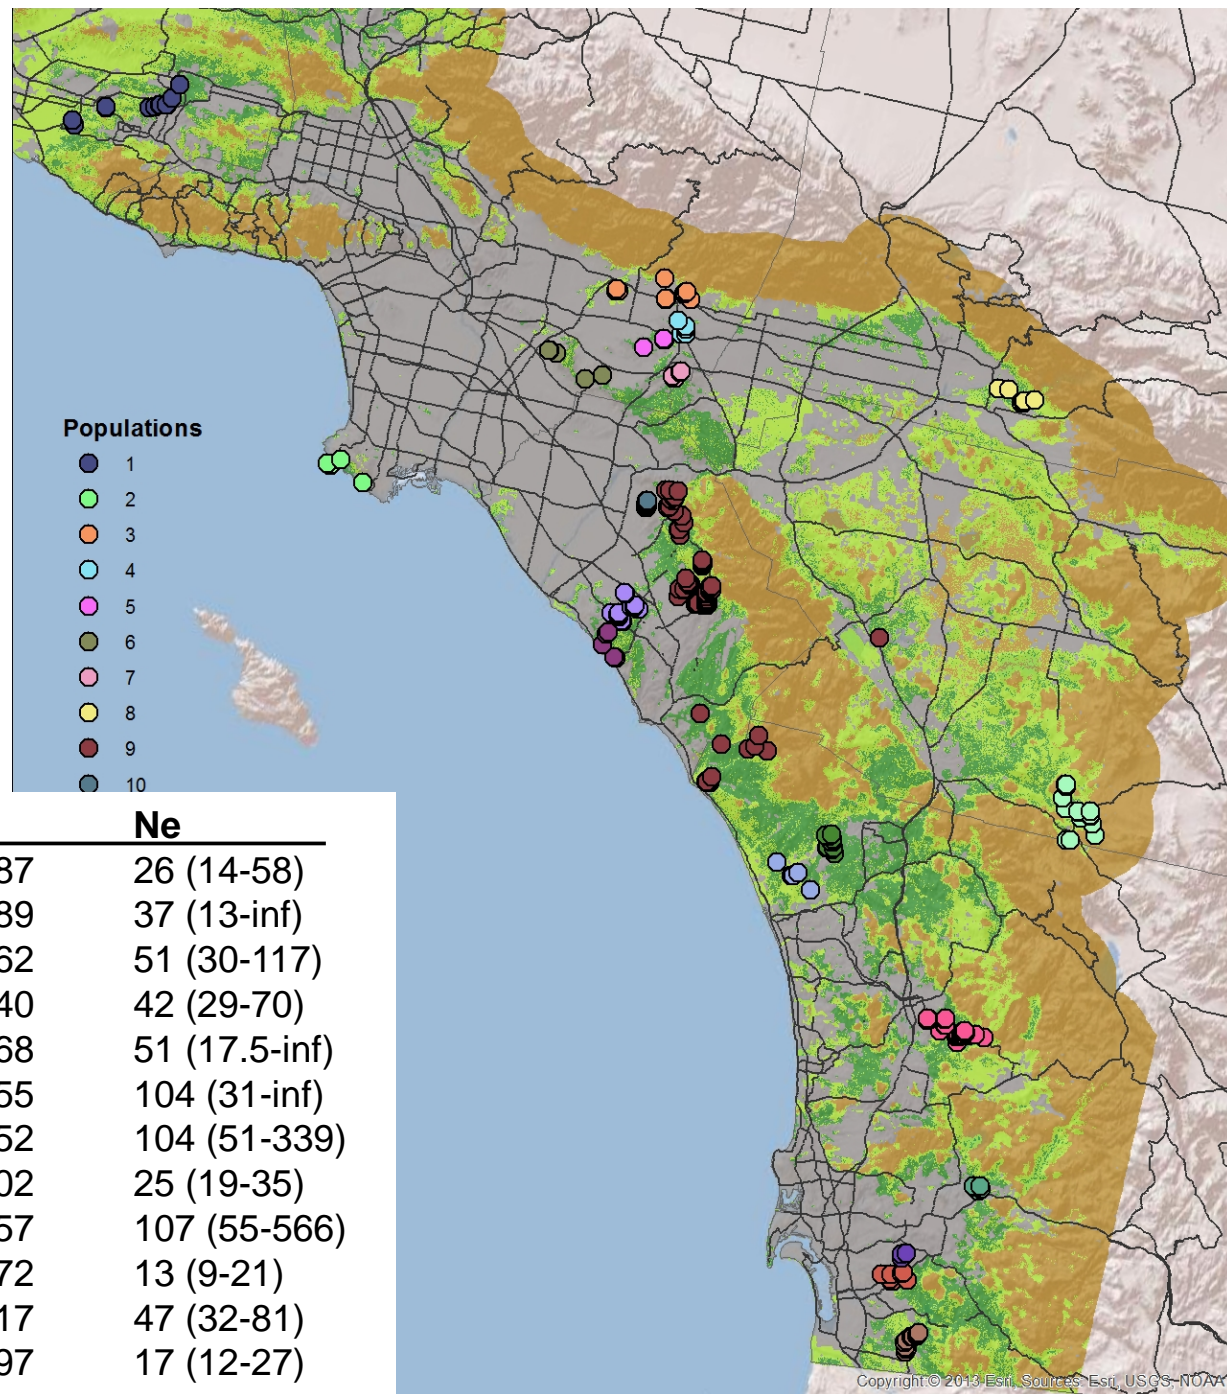 Populations
1
2
3
4
5
6
7
8
9
10
Ne
87 26 (14-58)
89 37 (13-inf)
62 51 (30-117)
40 42 (29-70)
68 51 (17.5-inf)
55 104 (31-inf)
52 104 (51-339)
02 25 (19-35)
57 107 (55-566)
72 13 (9-21)
17 47 (32-81)
97 17 (12-27)
Copyright:© 2013 Esri, Sources: Esri, USGS, NOAA